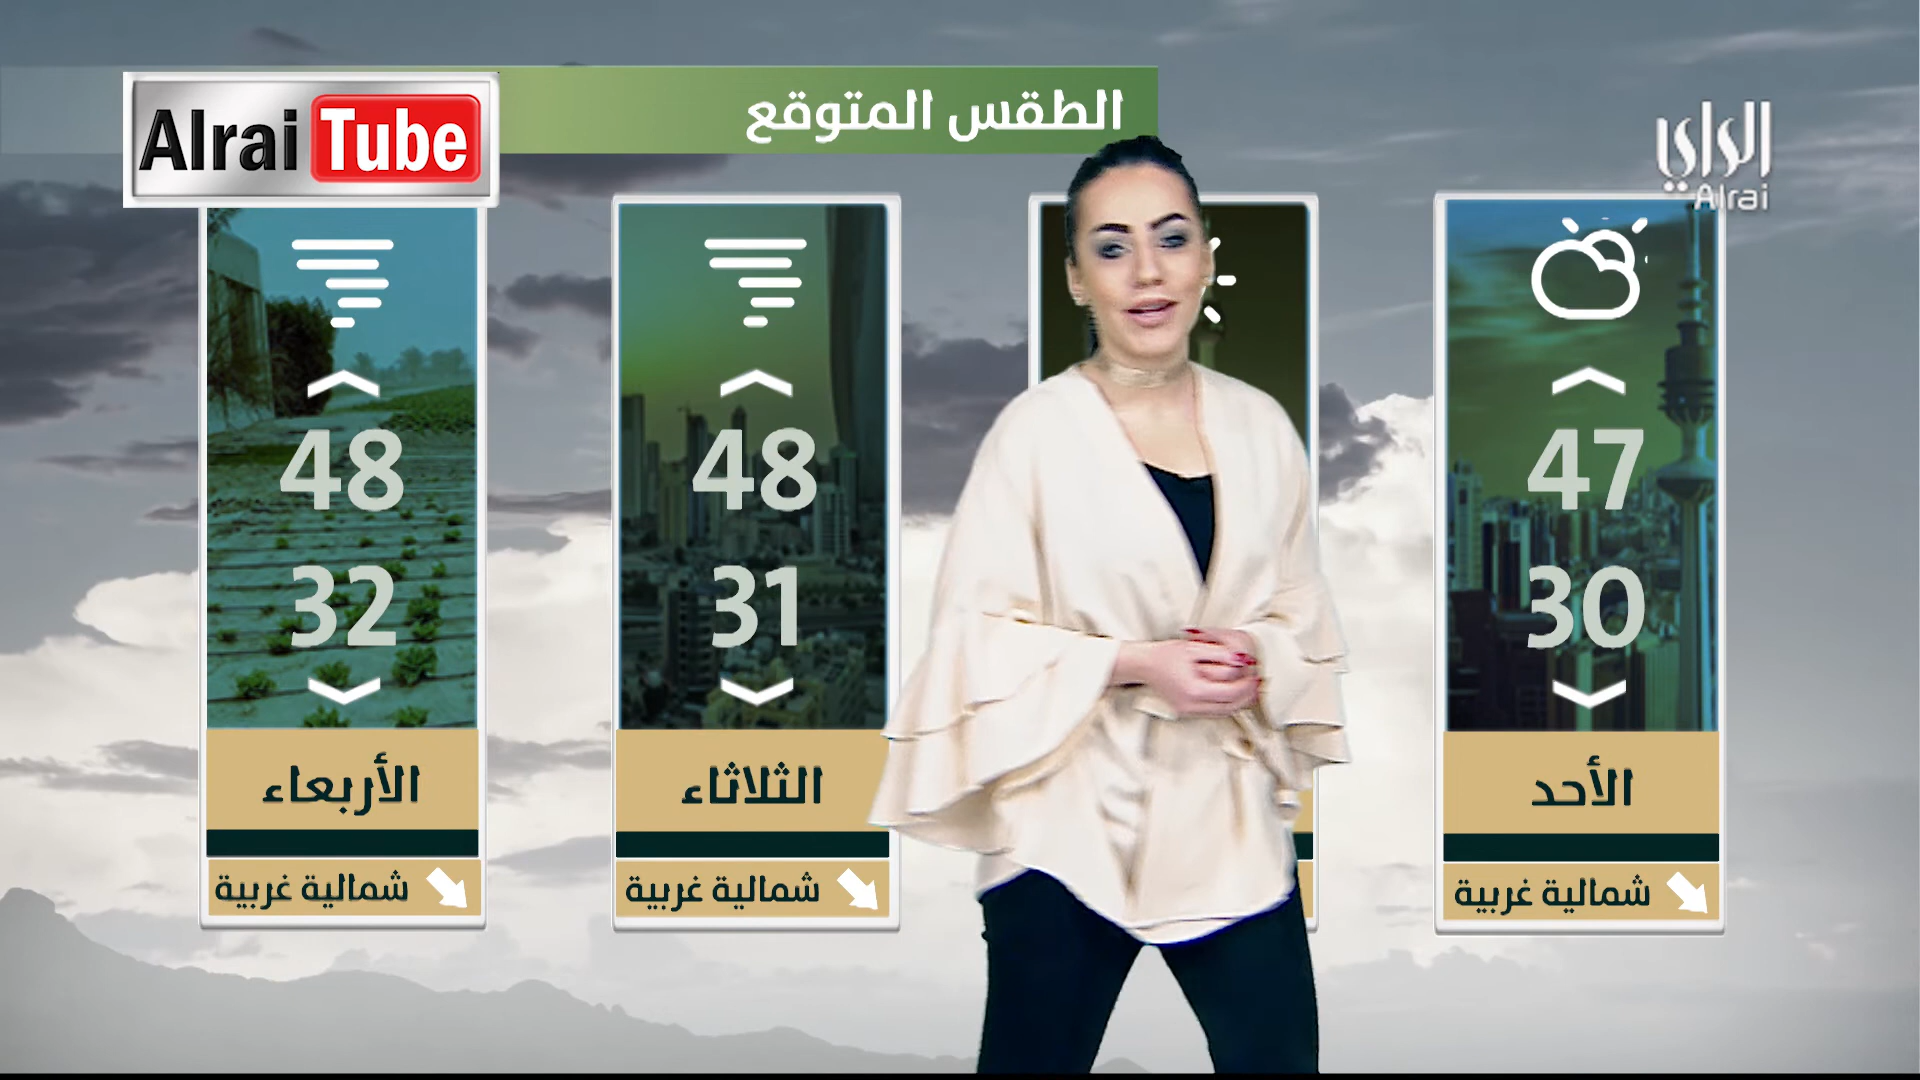 Alrai Tube
الطقس المتوقع
الراي
Alrai
47
30
الأحد
شمالية غربية
48
31
الثلاثاء
شمالية غربية
48
32
الأربعاء
شمالية غربية